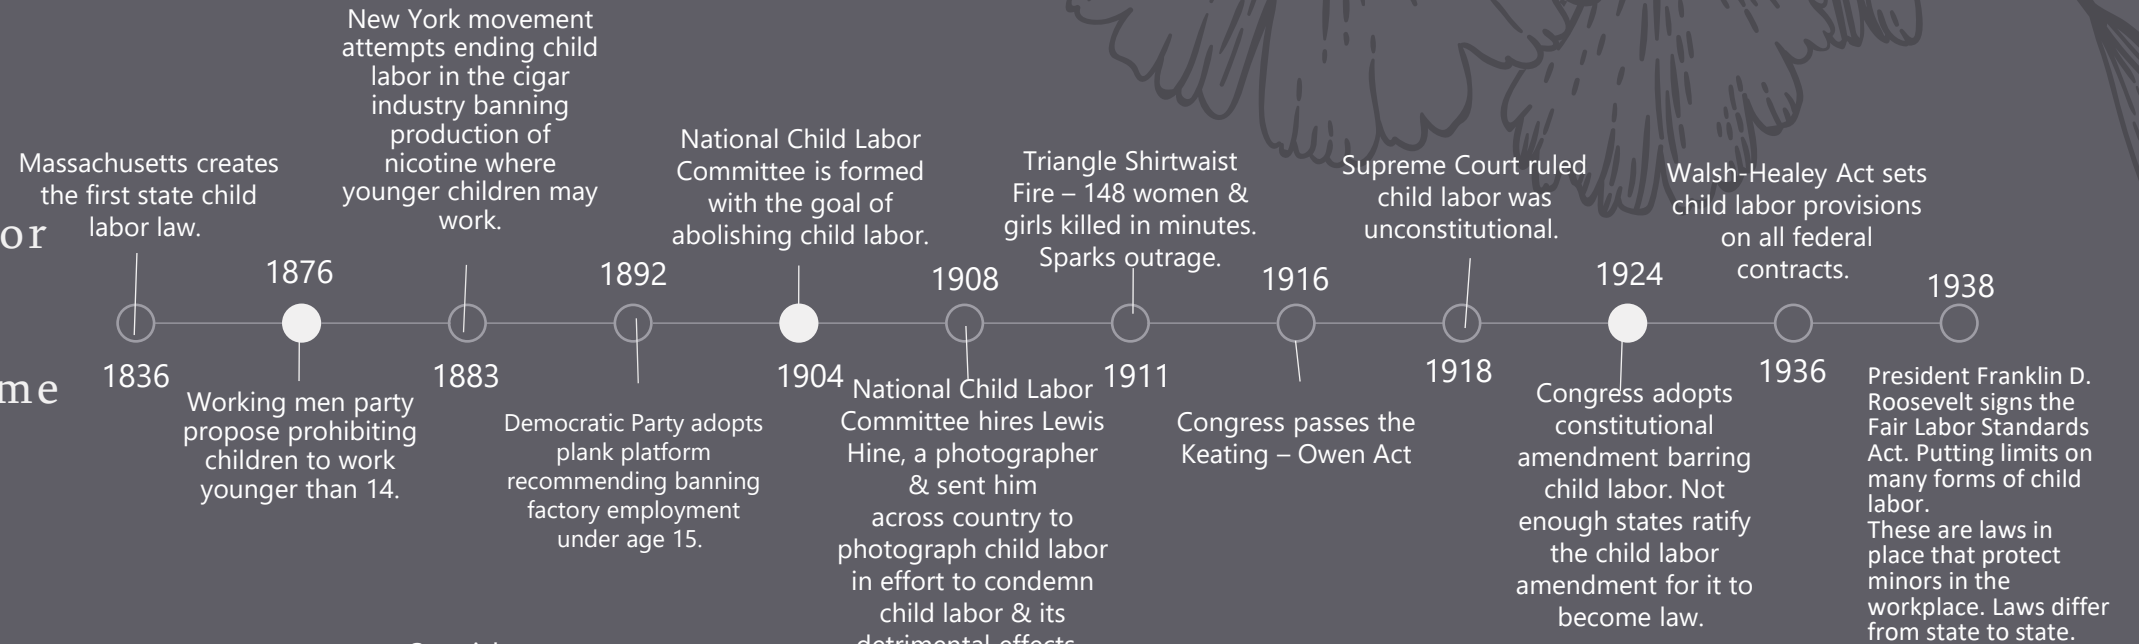 Massachusetts creates
the first state child
labor law.
1836
1876
Working men party
propose prohibiting
children to work
younger than 14.
New York movement
attempts ending child
labor in the cigar
industry banning
production of
nicotine where
younger children may
work.
1883
1892
Democratic Party adopts
plank platform
recommending banning
factory employment
under age 15.
National Child Labor
Committee is formed
with the goal of
abolishing child labor.
1904
1908
National Child Labor
Committee hires Lewis
Hine, a photographer
& sent him
across country to
photograph child labor
in effort to condemn
child labor & its
detrimental effects
Triangle Shirtwaist
Fire – 148 women &
girls killed in minutes.
Sparks outrage.
1911
1916
Congress passes the
Keating – Owen Act
Supreme Court ruled
child labor was
unconstitutional.
1918
1924
Congress adopts
constitutional
amendment barring
child labor. Not
enough states ratify
the child labor
amendment for it to
become law.
Walsh-Healey Act sets
child labor provisions
on all federal
contracts.
1936
1938
President Franklin D.
Roosevelt signs the
Fair Labor Standards
Act. Putting limits on
many forms of child
labor.
These are laws in
place that protect
minors in the
workplace. Laws differ
from state to state.
or
me